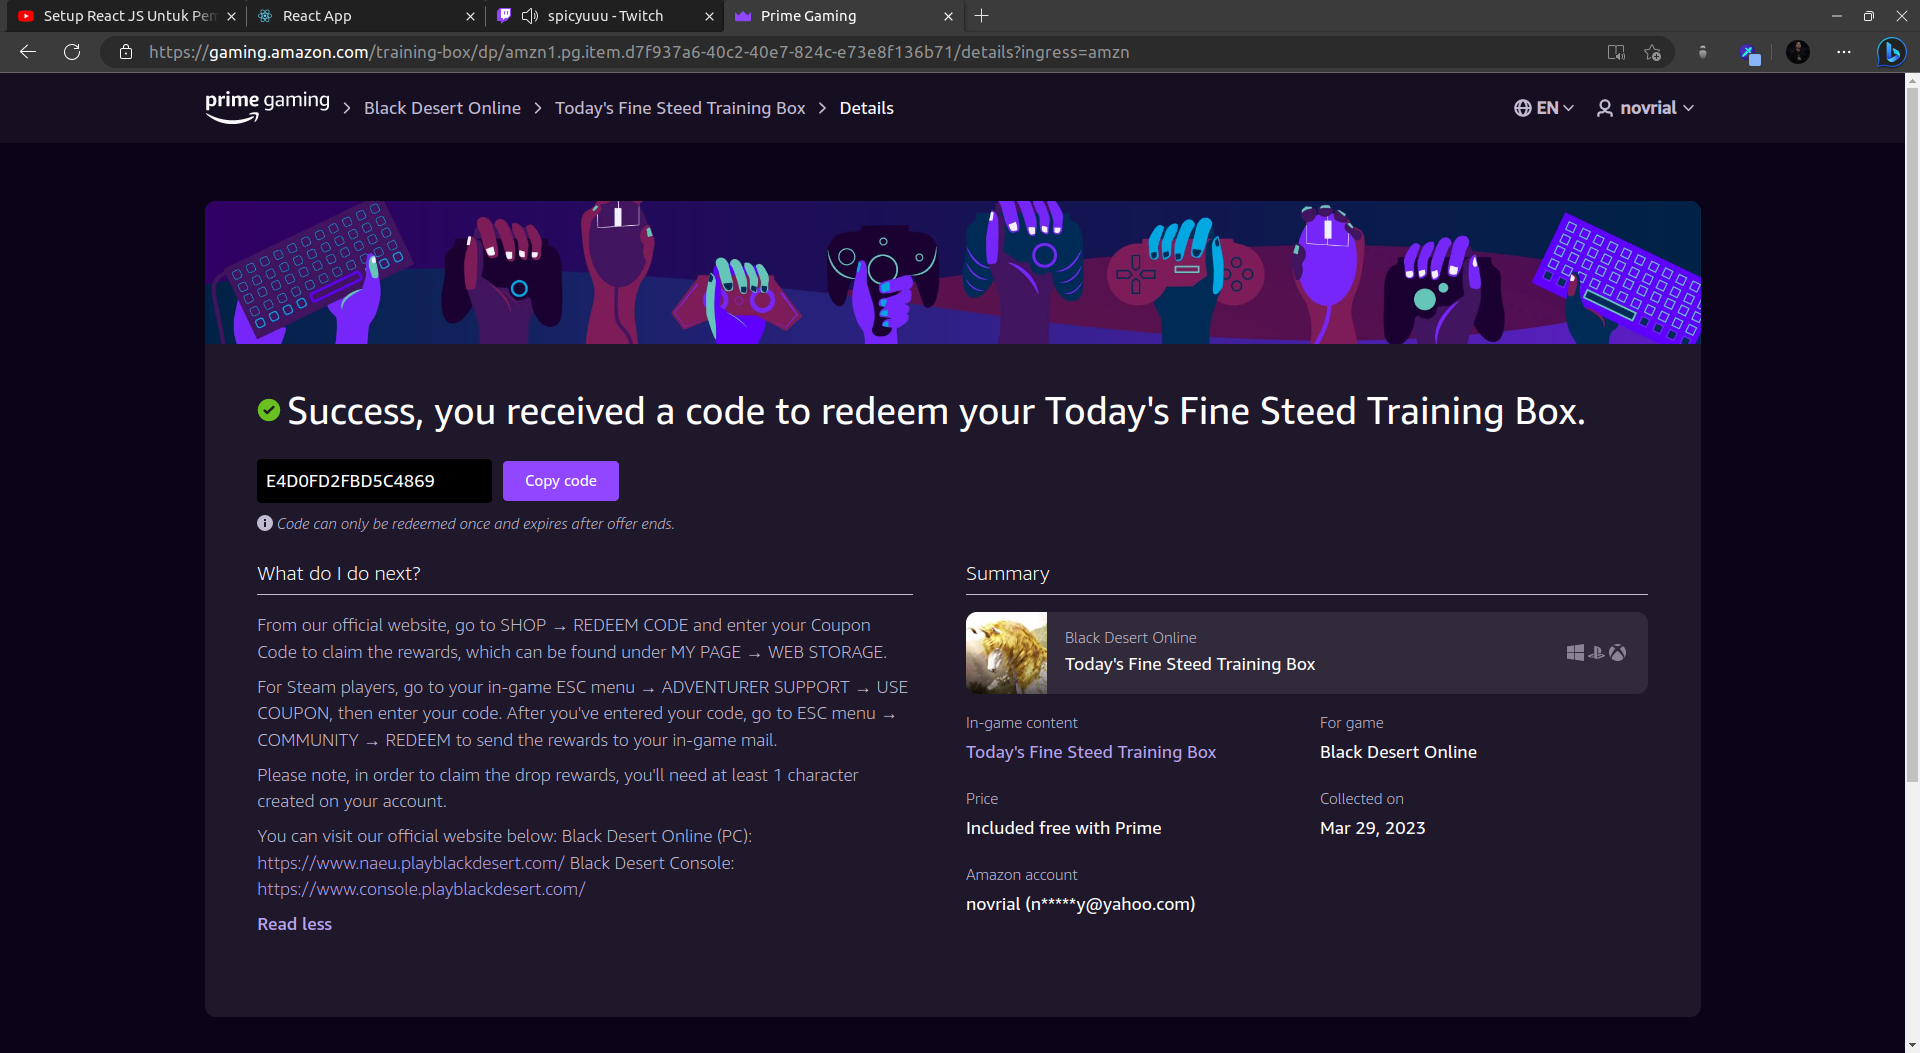 Setup React JS Untuk Pem
React App
spicyuuu - Twitch
Prime Gaming
https://gaming.amazon.com/training-box/dp/amzn1.pg.item.d7f937a6-40c2-40e7-824c-e73e8f136b71/details?ingress=amzn
prime gaming > Black Desert Online > Today's Fine Steed Training Box > Details
EN
novrial
Success, you received a code to redeem your Today's Fine Steed Training Box.
E4D0FD2FBD5C4869
Copy code
Code can only be redeemed once and expires after offer ends.
What do I do next?
From our official website, go to SHOP → REDEEM CODE and enter your Coupon
Code to claim the rewards, which can be found under MY PAGE → WEB STORAGE.
For Steam players, go to your in-game ESC menu → ADVENTURER SUPPORT → USE
COUPON, then enter your code. After you've entered your code, go to ESC menu →
COMMUNITY → REDEEM to send the rewards to your in-game mail.
Please note, in order to claim the drop rewards, you'll need at least 1 character
created on your account.
You can visit our official website below: Black Desert Online (PC):
https://www.naeu.playblackdesert.com/ Black Desert Console:
https://www.console.playblackdesert.com/
Read less
Summary
Black Desert Online
Today's Fine Steed Training Box
In-game content
Today's Fine Steed Training Box
For game
Black Desert Online
Price
Included free with Prime
Collected on
Mar 29, 2023
Amazon account
novrial (n*****y@yahoo.com)